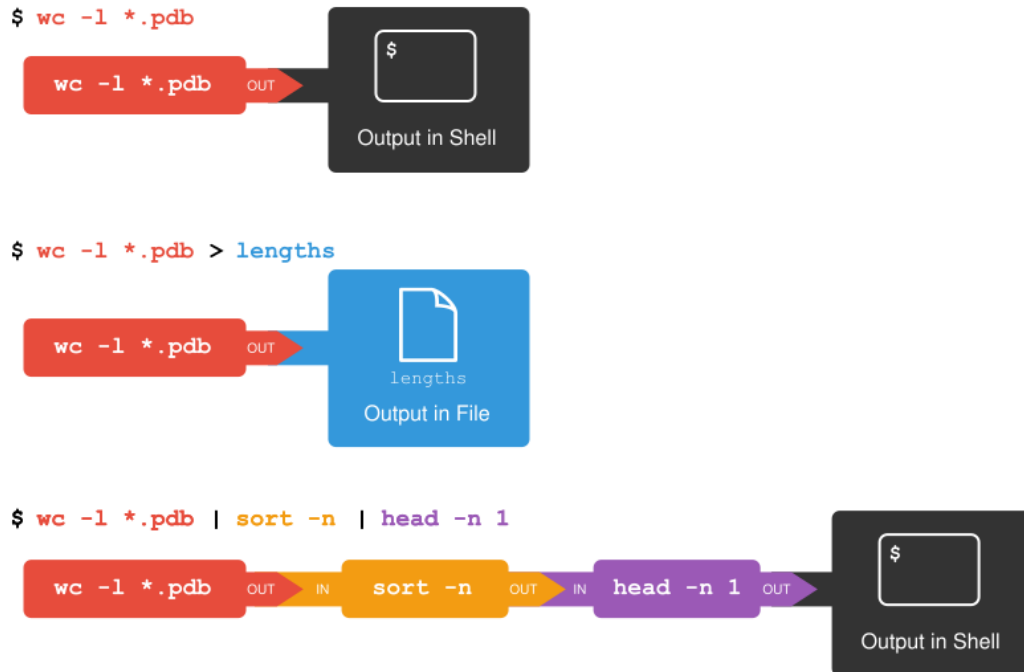 $ wc -l *.pdb
wc -l *.pdb OUT
$
Output in Shell
$ wc -l *.pdb > lengths
wc -l *.pdb OUT
lengths
Output in File
$ wc -l *.pdb | sort -n | head -n 1
wc -l *.pdb OUT IN sort -n OUT IN head -n 1 OUT
$
Output in Shell